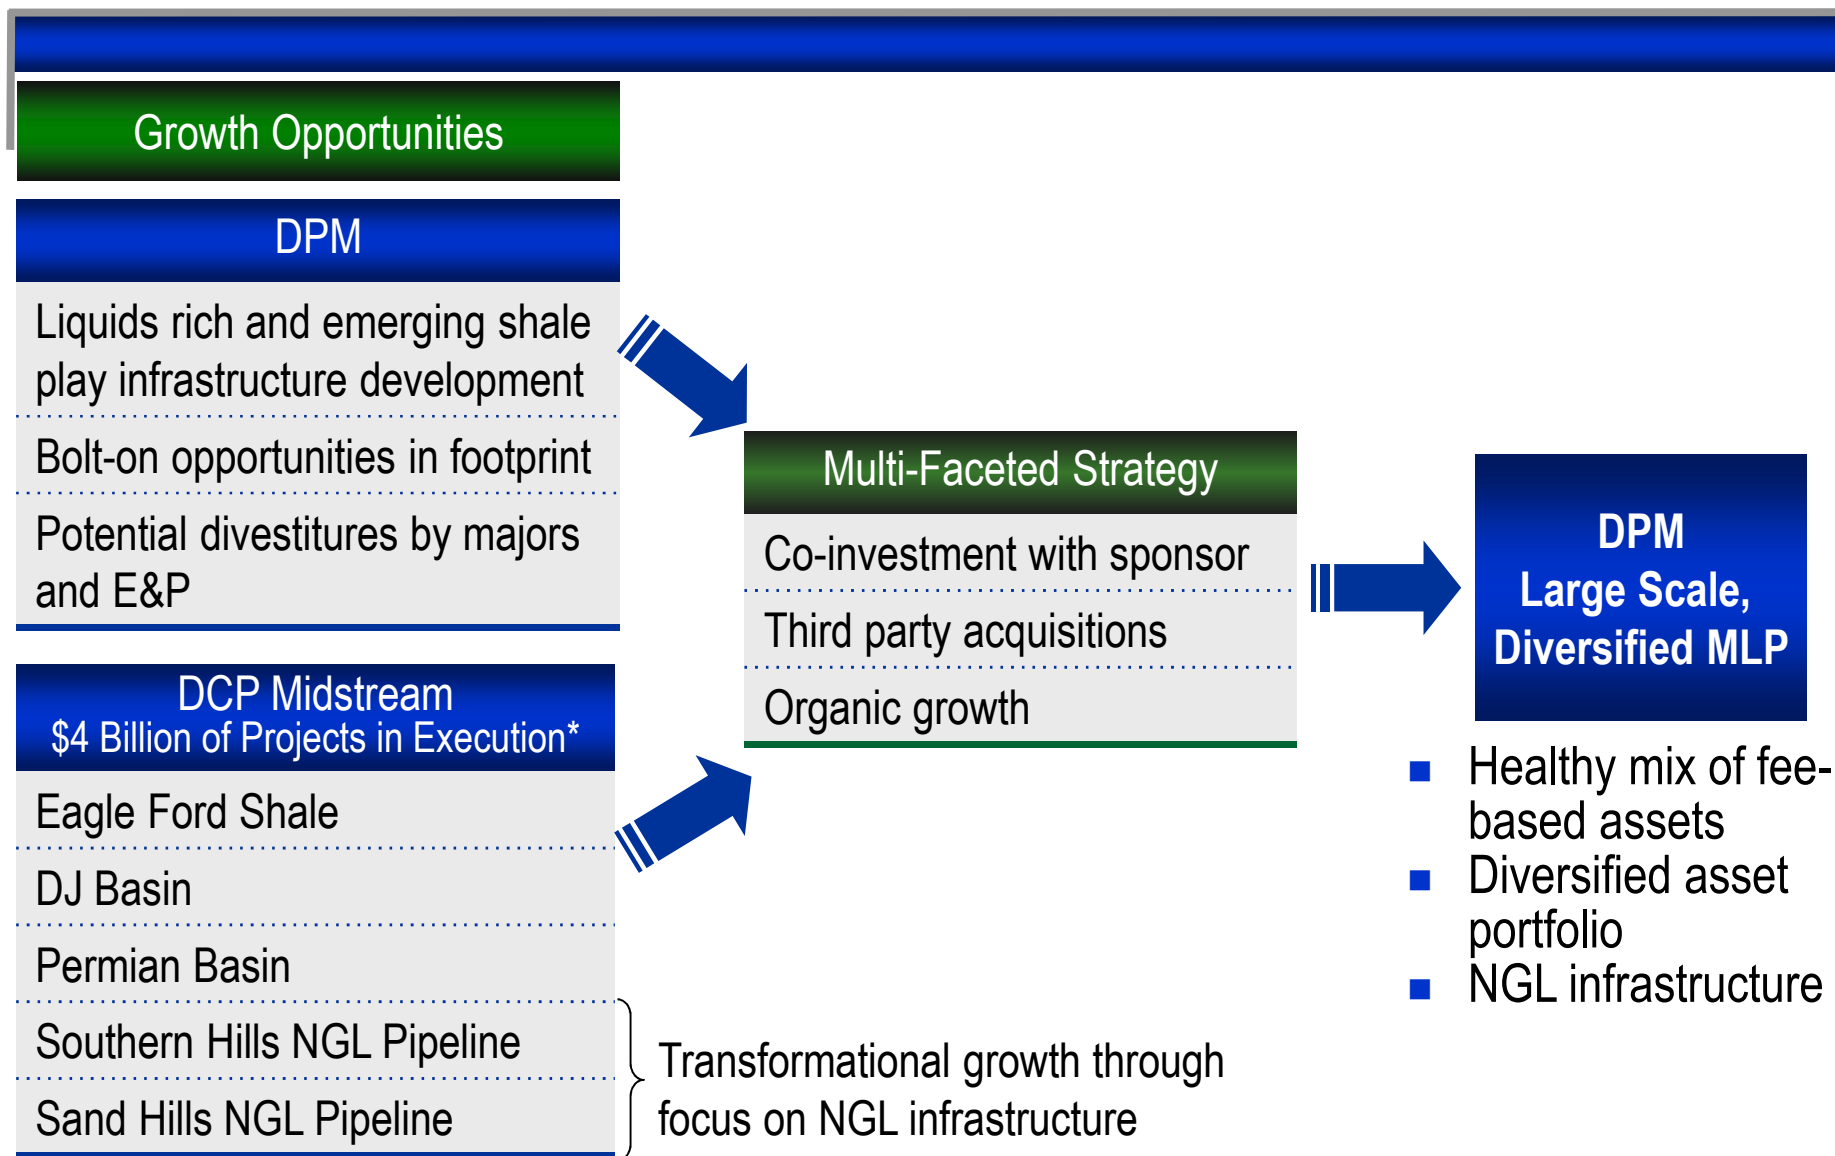 Growth Opportunities
DPM
Liquids rich and emerging shale
play infrastructure development
Bolt-on opportunities in footprint
Potential divestitures by majors
and E&P
DCP Midstream
$4 Billion of Projects in Execution*
Eagle Ford Shale
DJ Basin
Permian Basin
Southern Hills NGL Pipeline
Sand Hills NGL Pipeline
Transformational growth through
focus on NGL infrastructure
Multi-Faceted Strategy
Co-investment with sponsor
Third party acquisitions
Organic growth
DPM
Large Scale,
Diversified MLP
Healthy mix of fee-
based assets
Diversified asset
portfolio
NGL infrastructure